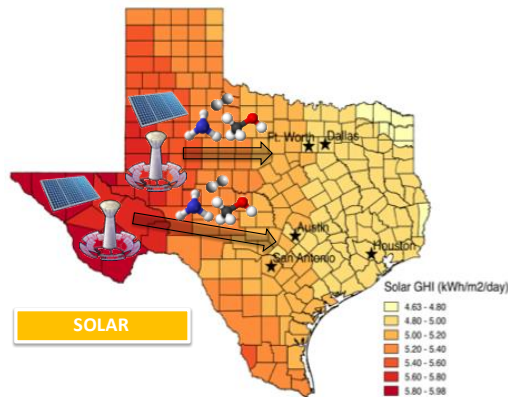 Ft. Worth
Dallas
Austin
Houston
San Antonio
Solar GHI (kWh/m2/day)
4.63 - 4.80
4.80 - 5.00
5.00 - 5.20
5.20 - 5.40
5.40 - 5.60
5.60 - 5.80
5.80 - 5.98
SOLAR